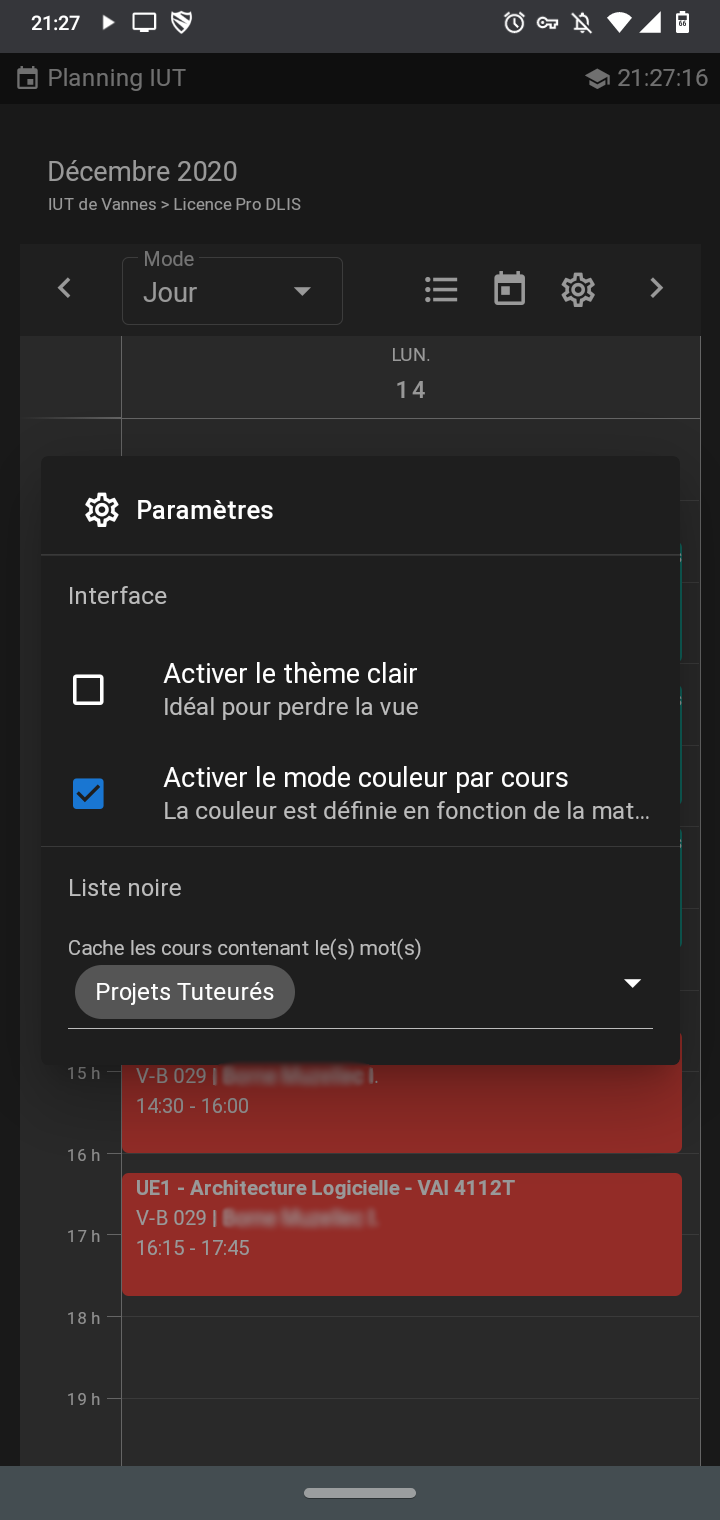 21:27
66
Planning IUT
21:27:16
Décembre 2020
IUT de Vannes > Licence Pro DLIS
Mode
Jour
LUN.
14
Paramètres
Interface
Activer le thème clair
Idéal pour perdre la vue
Activer le mode couleur par cours
La couleur est définie en fonction de la mat...
Liste noire
Cache les cours contenant le(s) mot(s)
Projets Tuteurés
15 h
V-B 029 |
14:30 - 16:00
16 h
UE1 - Architecture Logicielle - VAI 4112T
V-B 029 |
17 h
16:15 - 17:45
18 h
19 h